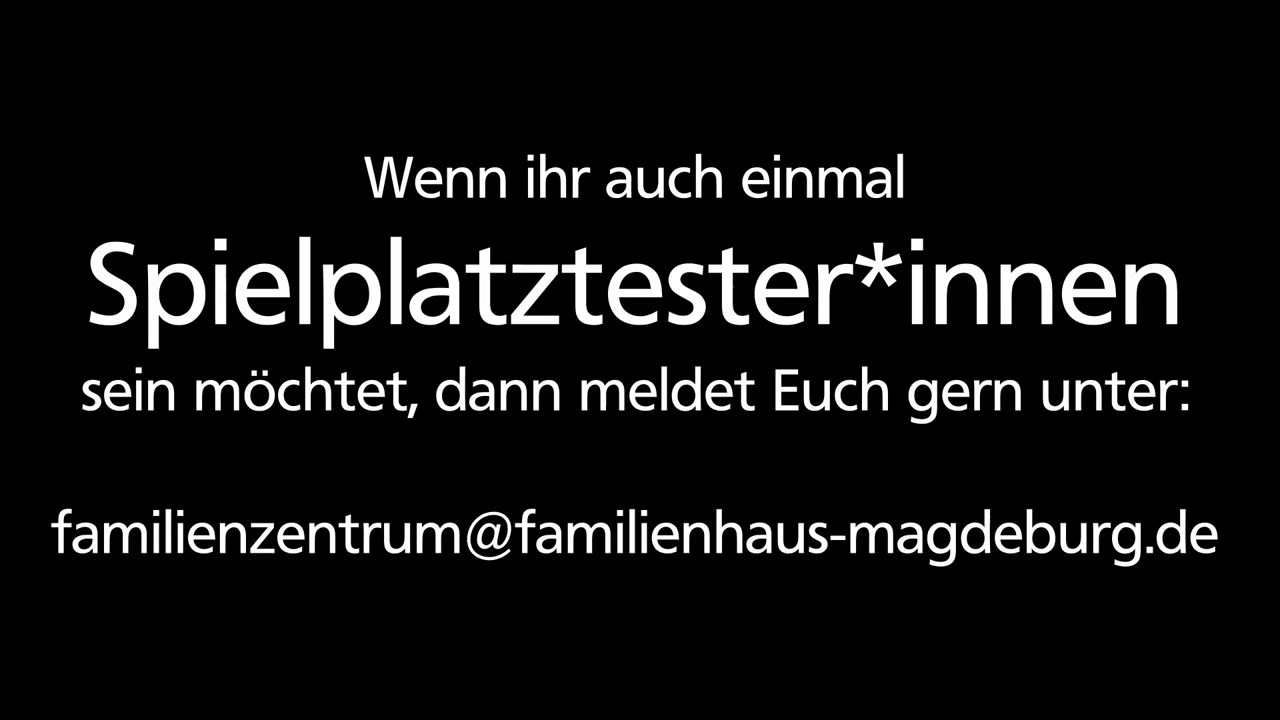 Wenn ihr auch einmal
Spielplatztester*innen
sein möchtet, dann meldet Euch gern unter:
familienzentrum@familienhaus-magdeburg.de